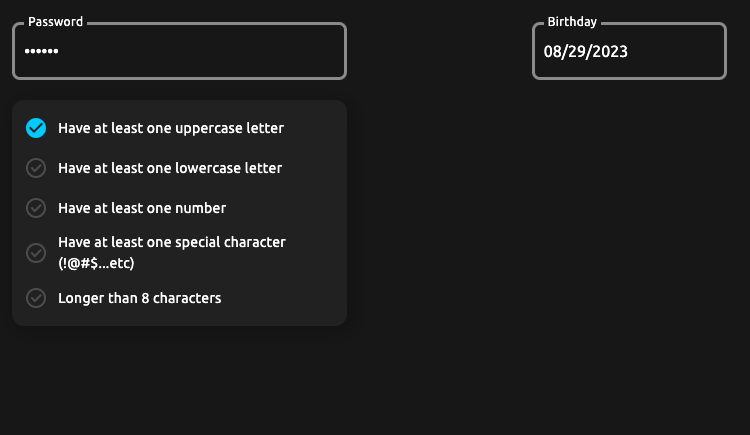 Password
••••••
Birthday
08/29/2023
Have at least one uppercase letter
Have at least one lowercase letter
Have at least one number
Have at least one special character
(!@#$...etc)
Longer than 8 characters